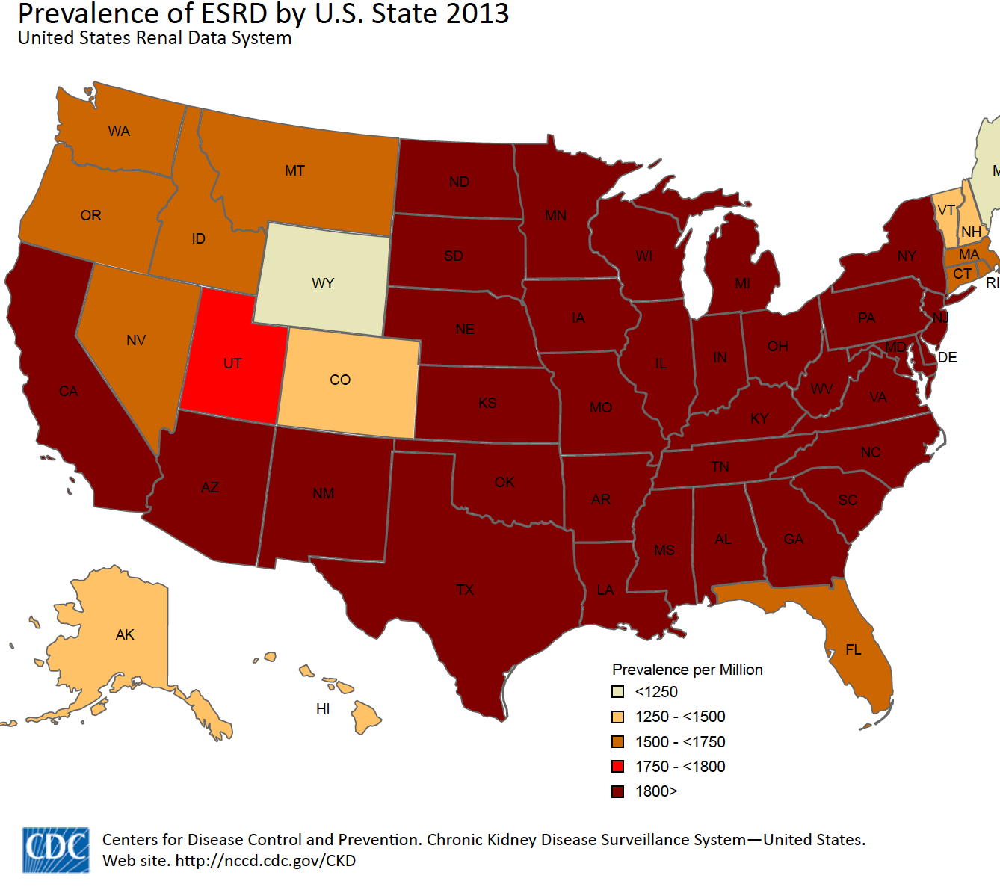 Prevalence of ESRD by U.S. State 2013
United States Renal Data System
WA
MT
ND
MN
OR
ID
SD
WI
MI
NY
VT
NH
M
MA
CT
RI
WY
NE
IA
PA
NJ
NV
UT
CO
IL
IN
OH
MD
DE
CA
KS
MO
WV
VA
KY
NC
TN
AZ
NM
OK
AR
SC
MS
AL
GA
TX
LA
AK
HI
FL
Prevalence per Million
<1250
1250 - <1500
1500 - <1750
1750 - <1800
1800>
CDC
Centers for Disease Control and Prevention. Chronic Kidney Disease Surveillance System—United States.
Web site. http://nccd.cdc.gov/CKD